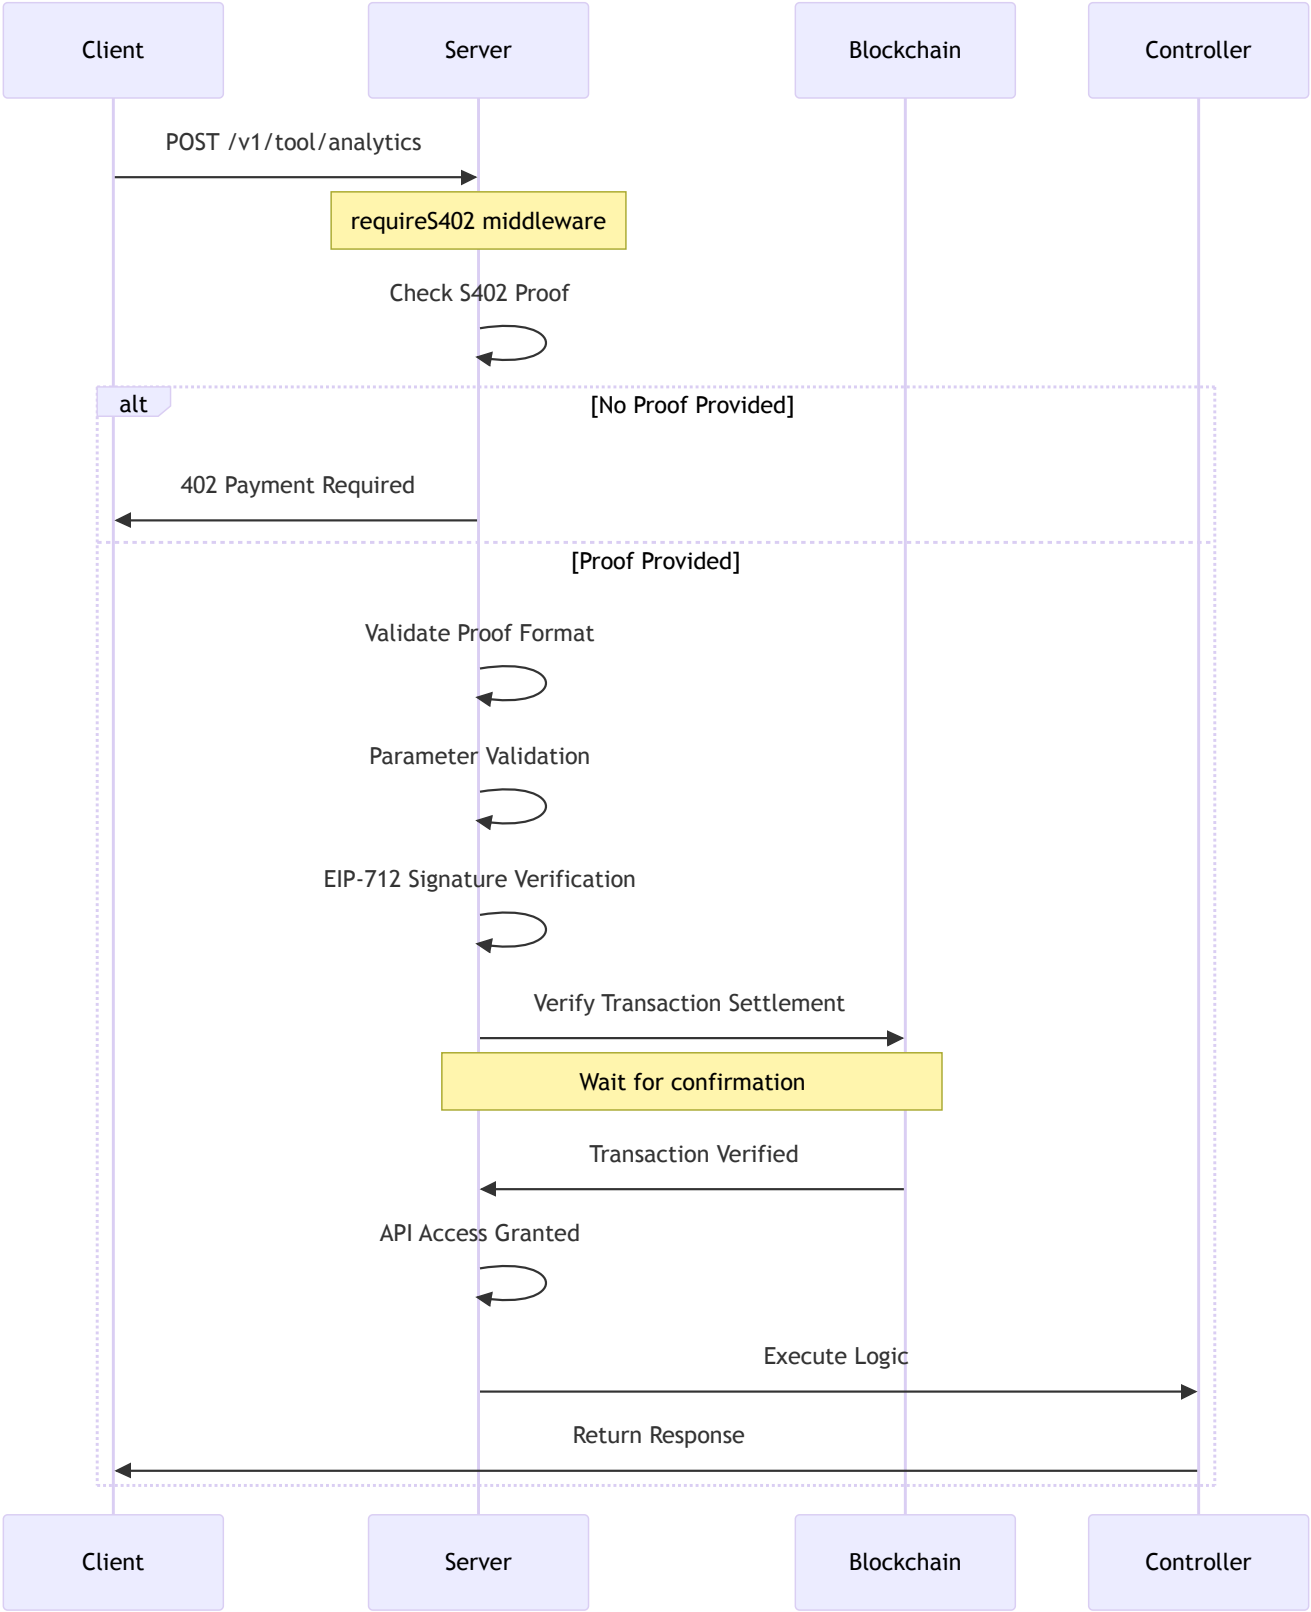 Client
Server
Blockchain
Controller
POST /v1/tool/analytics
requireS402 middleware
Check S402 Proof
alt
[No Proof Provided]
402 Payment Required
[Proof Provided]
Validate Proof Format
Parameter Validation
EIP-712 Signature Verification
Verify Transaction Settlement
Wait for confirmation
Transaction Verified
API Access Granted
Execute Logic
Return Response
Client
Server
Blockchain
Controller